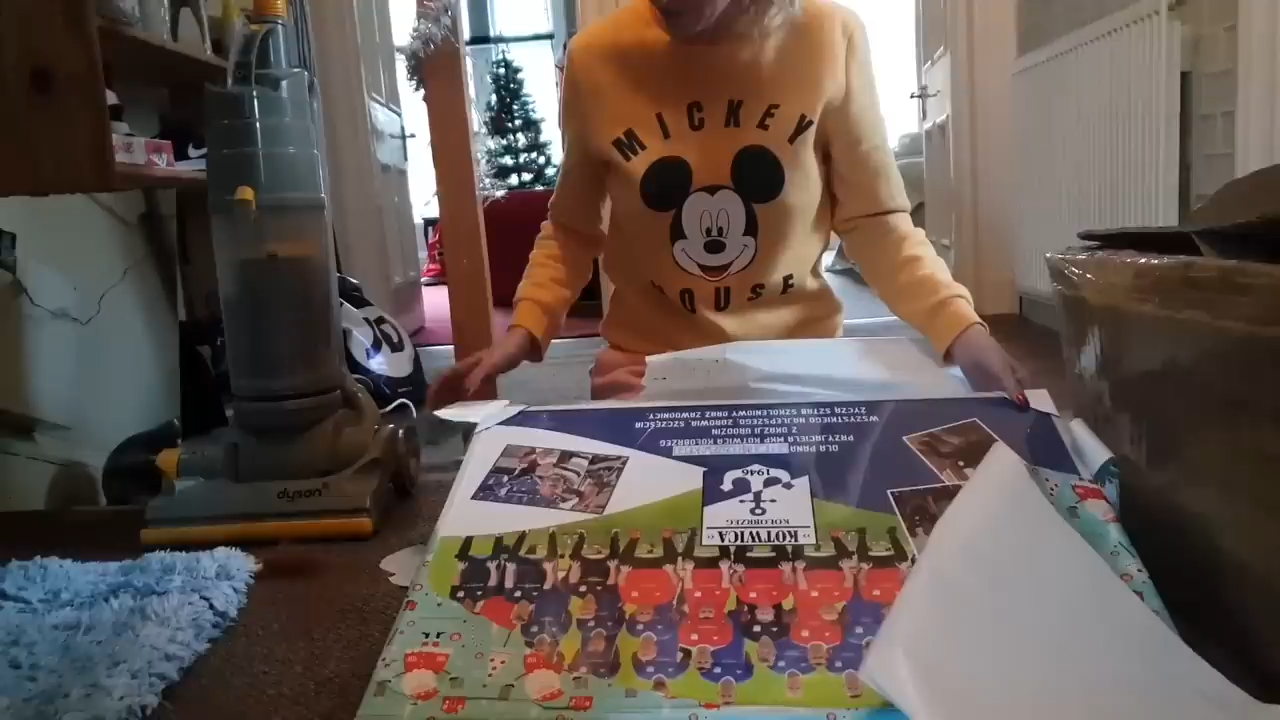 MICKEY
MOUSE
dyson
ŻYCZĄ SZTAB SZKOLENIOWY ORAZ ZAWODNICY.
WSZYSTKIEGO NAJLEPSZEGO, ZDROWIA, SZCZĘŚCIA
Z OKAZJI URODZIN
PRZYJACIELA MKP KOTWICA KOŁOBRZEG
DLA PANA
1946
KOŁOBRZEG
KOTWICA